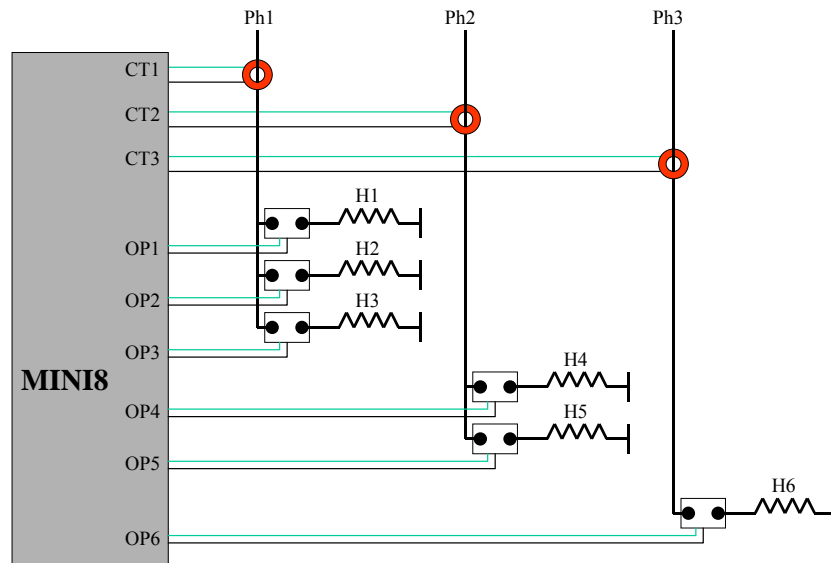 Ph1
Ph2
Ph3
CT1
CT2
CT3
H1
OP1
H2
OP2
H3
OP3
MINI8
H4
OP4
H5
OP5
H6
OP6